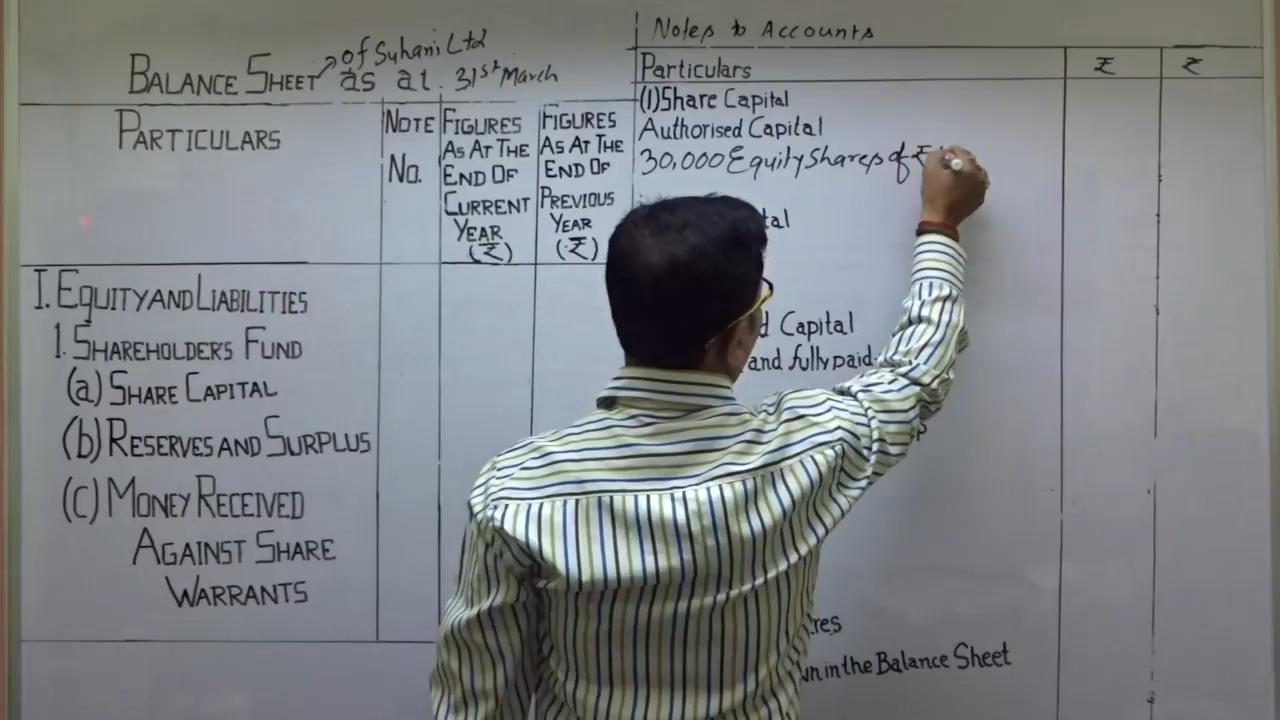 of Suhani Ltd
BALANCE SHEET as at 31st March
PARTICULARS
NOTE No.
FIGURES AS AT THE END OF CURRENT YEAR (₹)
FIGURES AS AT THE END OF PREVIOUS YEAR (₹)
I. EQUITY AND LIABILITIES
1. SHAREHOLDER'S FUND
(a) SHARE CAPITAL
(b) RESERVES AND SURPLUS
(C) MONEY RECEIVED
AGAINST SHARE
WARRANTS
Notes to Accounts
Particulars ₹ ₹
(1) Share Capital
Authorised Capital
30,000 Equity Shares of ₹
Capital
and fully paid
in the Balance Sheet